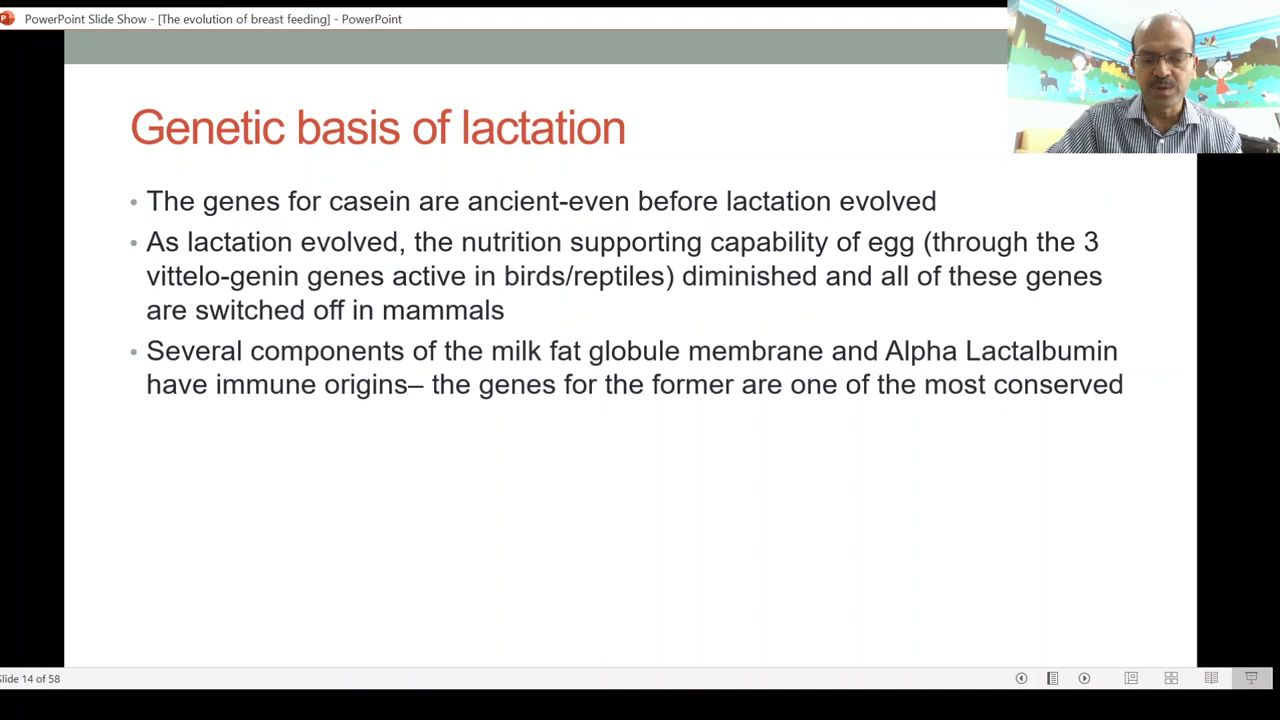 PowerPoint Slide Show - [The evolution of breast feeding] - PowerPoint
Genetic basis of lactation
• The genes for casein are ancient-even before lactation evolved
• As lactation evolved, the nutrition supporting capability of egg (through the 3
vittelo-genin genes active in birds/reptiles) diminished and all of these genes
are switched off in mammals
• Several components of the milk fat globule membrane and Alpha Lactalbumin
have immune origins– the genes for the former are one of the most conserved
Slide 14 of 58